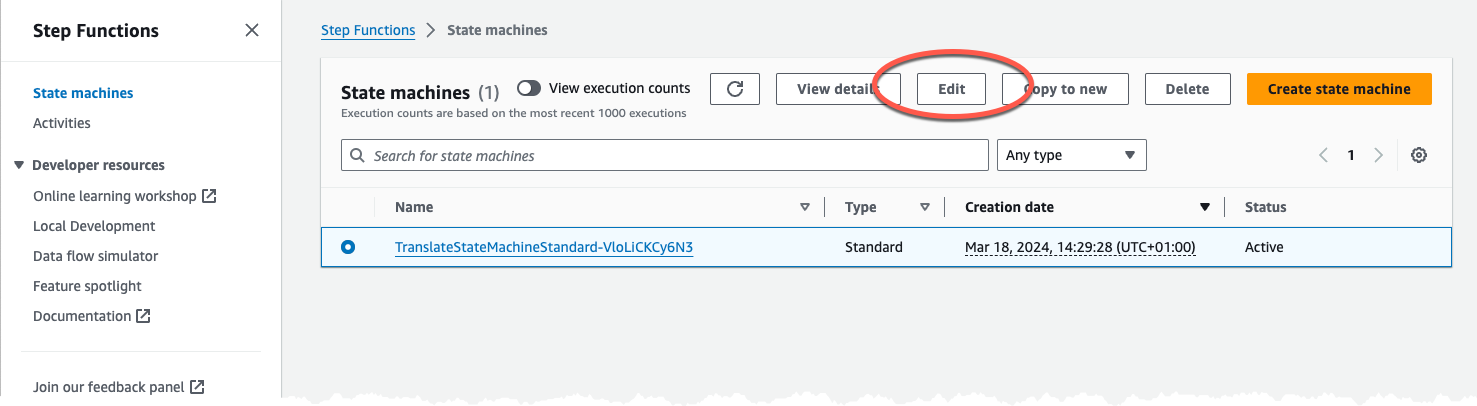 Step Functions
State machines
Activities
Developer resources
Online learning workshop
Local Development
Data flow simulator
Feature spotlight
Documentation
Join our feedback panel
Step Functions > State machines
State machines (1) View execution counts View details Edit Copy to new Delete Create state machine
Execution counts are based on the most recent 1000 executions
Search for state machines Any type 1
Name Type Creation date Status
TranslateStateMachineStandard-VloLiCKCy6N3 Standard Mar 18, 2024, 14:29:28 (UTC+01:00) Active